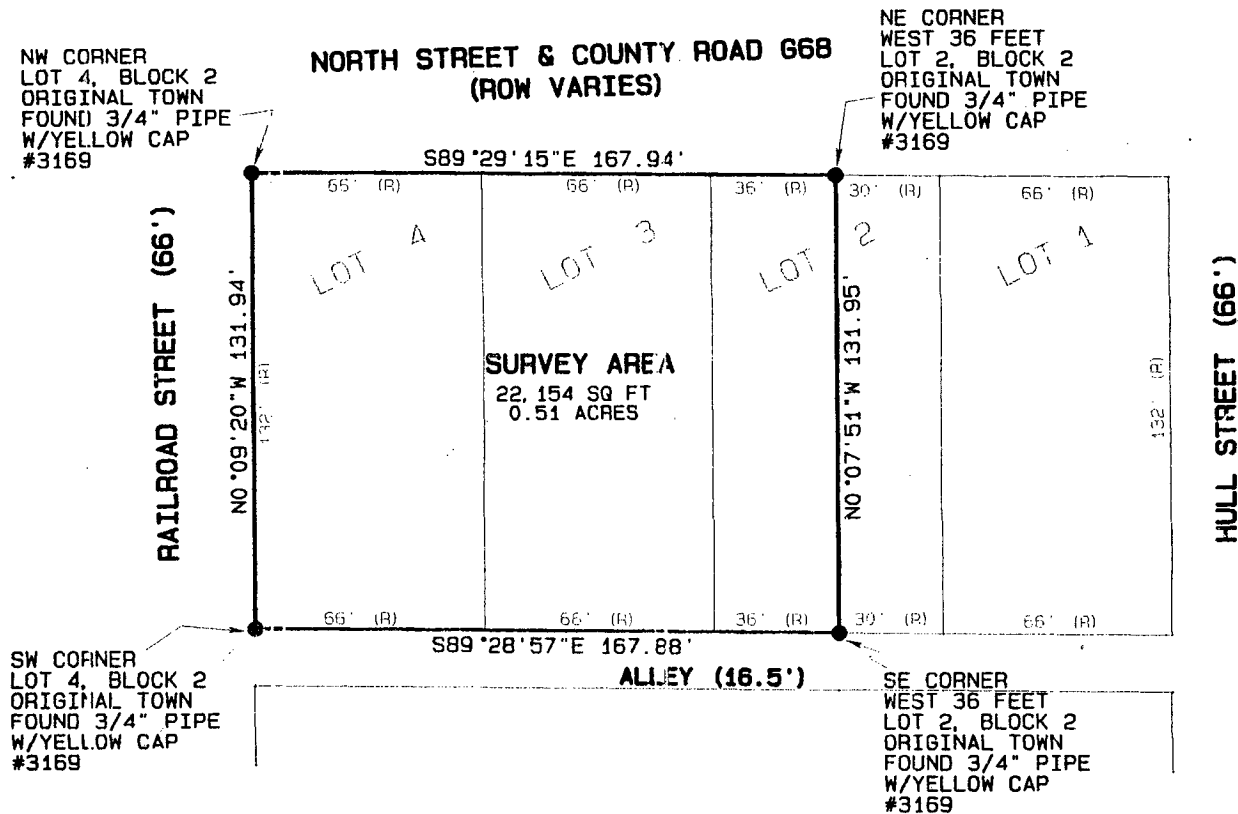 NW CORNER
LOT 4, BLOCK 2
ORIGINAL TOWN
FOUND 3/4" PIPE
W/YELLOW CAP
#3169
NORTH STREET & COUNTY ROAD G68
(ROW VARIES)
NE CORNER
WEST 36 FEET
LOT 2, BLOCK 2
ORIGINAL TOWN
FOUND 3/4" PIPE
W/YELLOW CAP
#3169
S89°29'15"E 167.94'
66' (R)
66' (R)
36' (R)
30' (R)
66' (R)
LOT 4
LOT 3
LOT 2
LOT 1
RAILROAD STREET (66')
N0°09'20"W 131.94'
132' (R)
SURVEY AREA
22,154 SQ FT
0.51 ACRES
N0°07'51"W 131.95'
132' (R)
HULL STREET (66')
66' (R)
66' (R)
36' (R)
30' (R)
66' (R)
S89°28'57"E 167.88'
ALLEY (16.5')
SW CORNER
LOT 4, BLOCK 2
ORIGINAL TOWN
FOUND 3/4" PIPE
W/YELLOW CAP
#3169
SE CORNER
WEST 36 FEET
LOT 2, BLOCK 2
ORIGINAL TOWN
FOUND 3/4" PIPE
W/YELLOW CAP
#3169